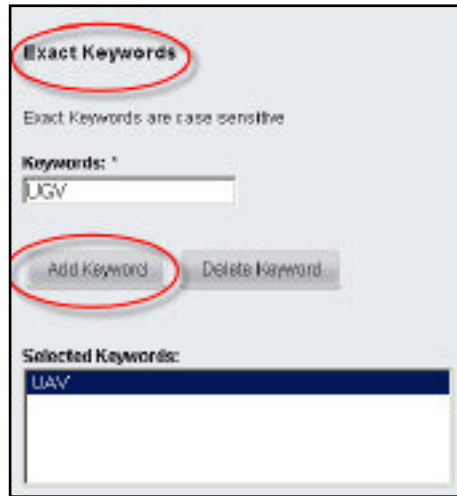 Exact Keywords
Exact Keywords are case sensitive
Keywords: *
UGV
Add Keyword Delete Keyword
Selected Keywords:
UAV